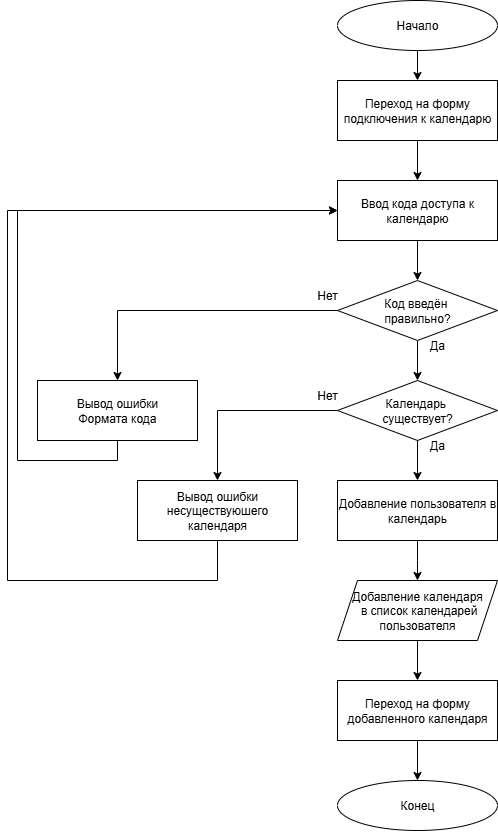 Начало
Переход на форму
подключения к календарю
Ввод кода доступа к
календарю
Нет
Код введён
правильно?
Да
Вывод ошибки
Формата кода
Нет
Календарь
существует?
Да
Вывод ошибки
несуществуюшего
календаря
Добавление пользователя в
календарь
Добавление календаря
в список календарей
пользователя
Переход на форму
добавленного календаря
Конец